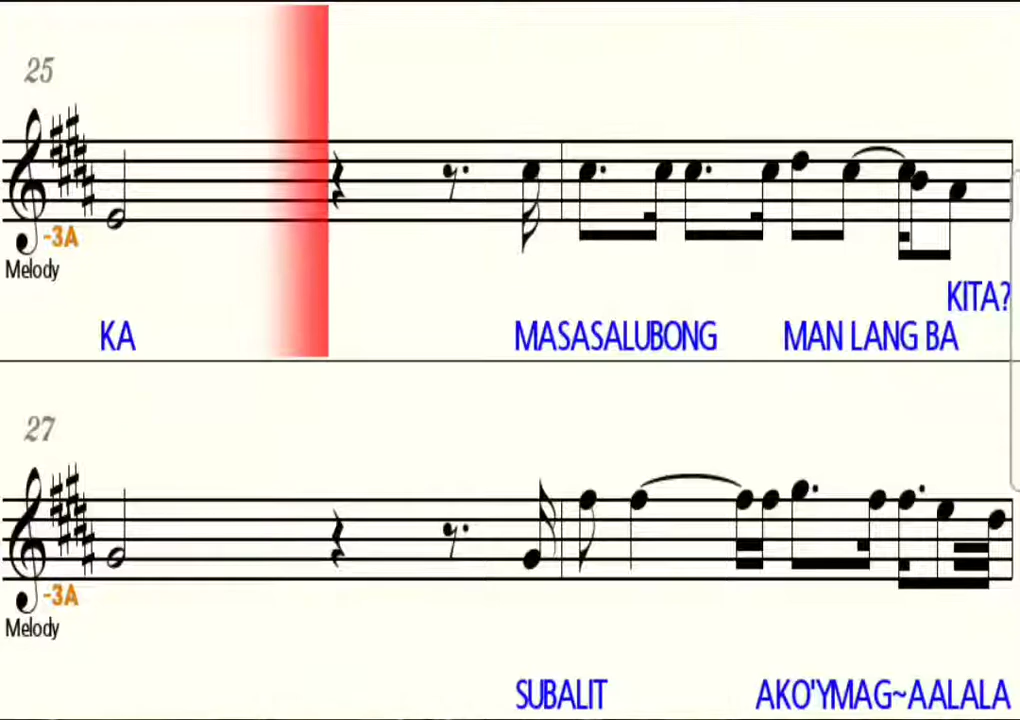 25
-3A
Melody
KITA?
KA MASASALUBONG MAN LANG BA
27
-3A
Melody
SUBALIT AKO'YMAG~AALALA